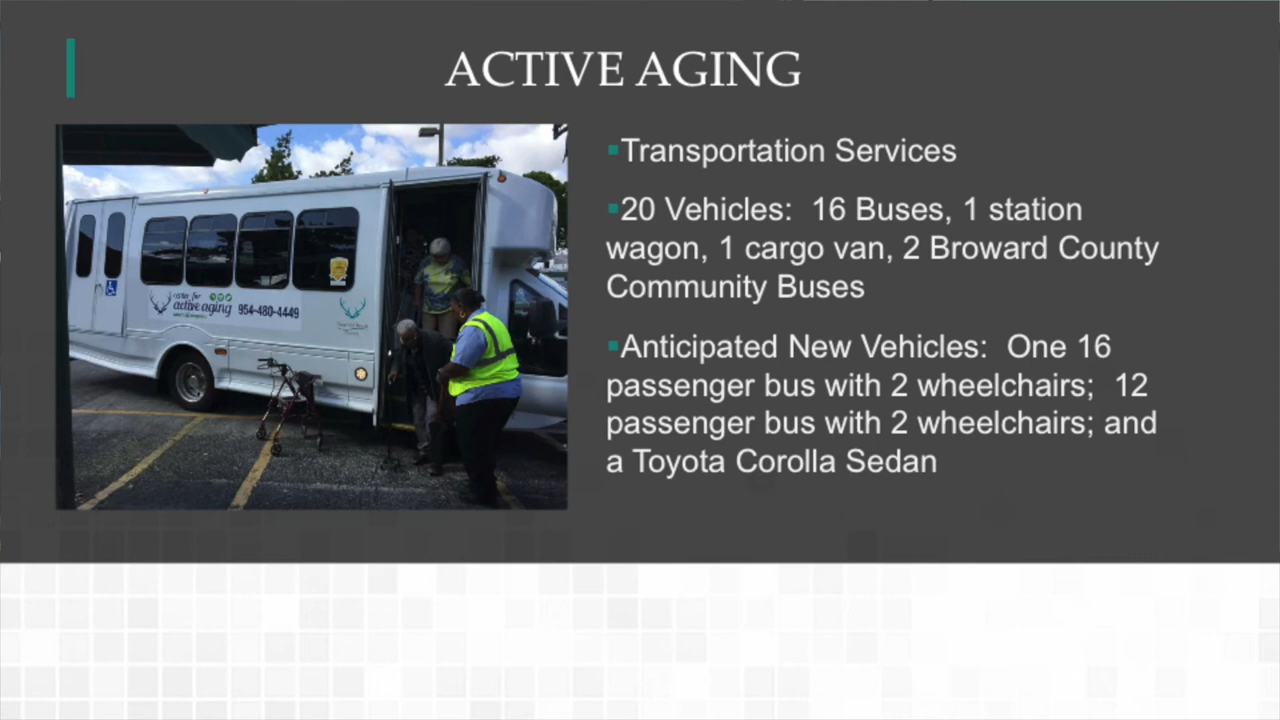 ACTIVE AGING
▪Transportation Services
▪20 Vehicles: 16 Buses, 1 station
wagon, 1 cargo van, 2 Broward County
Community Buses
▪Anticipated New Vehicles: One 16
passenger bus with 2 wheelchairs; 12
passenger bus with 2 wheelchairs; and
a Toyota Corolla Sedan
center for
active aging 954-480-4449